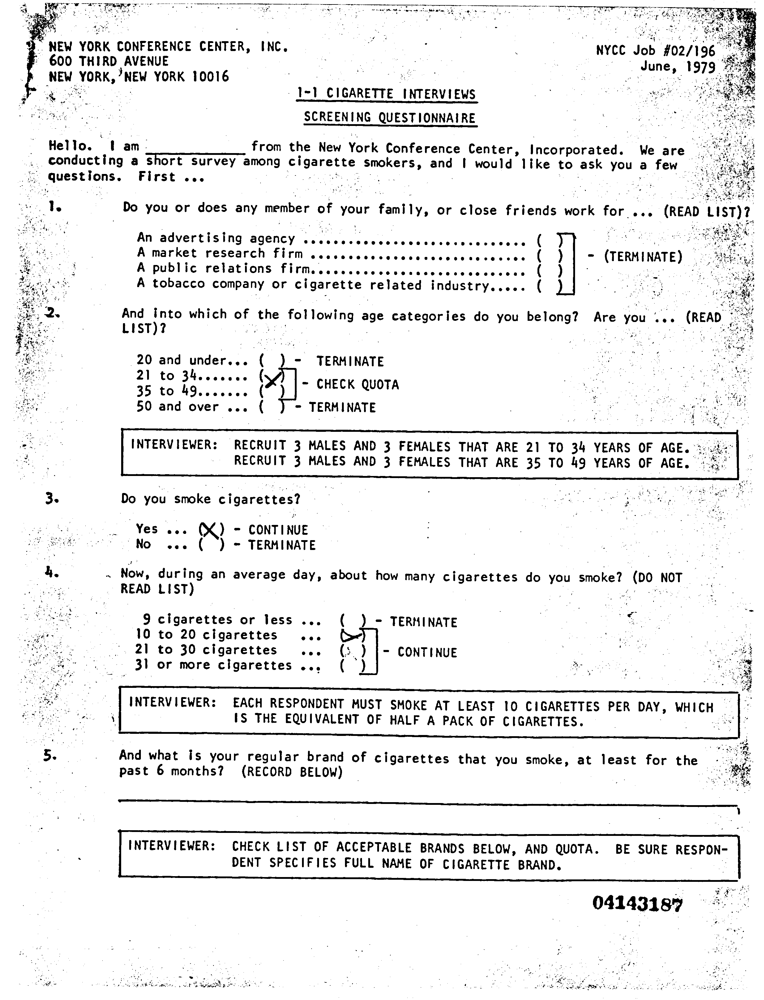 NEW YORK CONFERENCE CENTER, INC.
600 THIRD AVENUE
NEW YORK, NEW YORK 10016
NYCC Job #02/196
June, 1979
1-1 CIGARETTE INTERVIEWS
SCREENING QUESTIONNAIRE
Hello. I am ____________ from the New York Conference Center, Incorporated. We are
conducting a short survey among cigarette smokers, and I would like to ask you a few
questions. First ...
1. Do you or does any member of your family, or close friends work for ... (READ LIST)?
An advertising agency .............................. ( )
A market research firm ............................. ( ) - (TERMINATE)
A public relations firm............................. ( )
A tobacco company or cigarette related industry..... ( )
2. And into which of the following age categories do you belong? Are you ... (READ
LIST)?
20 and under... ( ) - TERMINATE
21 to 34....... (X)
35 to 49....... ( ) - CHECK QUOTA
50 and over ... ( ) - TERMINATE
INTERVIEWER: RECRUIT 3 MALES AND 3 FEMALES THAT ARE 21 TO 34 YEARS OF AGE.
RECRUIT 3 MALES AND 3 FEMALES THAT ARE 35 TO 49 YEARS OF AGE.
3. Do you smoke cigarettes?
Yes ... (X) - CONTINUE
No ... ( ) - TERMINATE
4. Now, during an average day, about how many cigarettes do you smoke? (DO NOT
READ LIST)
9 cigarettes or less ... ( ) - TERMINATE
10 to 20 cigarettes ... (X)
21 to 30 cigarettes ... ( ) - CONTINUE
31 or more cigarettes ... ( )
INTERVIEWER: EACH RESPONDENT MUST SMOKE AT LEAST 10 CIGARETTES PER DAY, WHICH
IS THE EQUIVALENT OF HALF A PACK OF CIGARETTES.
5. And what is your regular brand of cigarettes that you smoke, at least for the
past 6 months? (RECORD BELOW)
INTERVIEWER: CHECK LIST OF ACCEPTABLE BRANDS BELOW, AND QUOTA. BE SURE RESPON-
DENT SPECIFIES FULL NAME OF CIGARETTE BRAND.
04143187